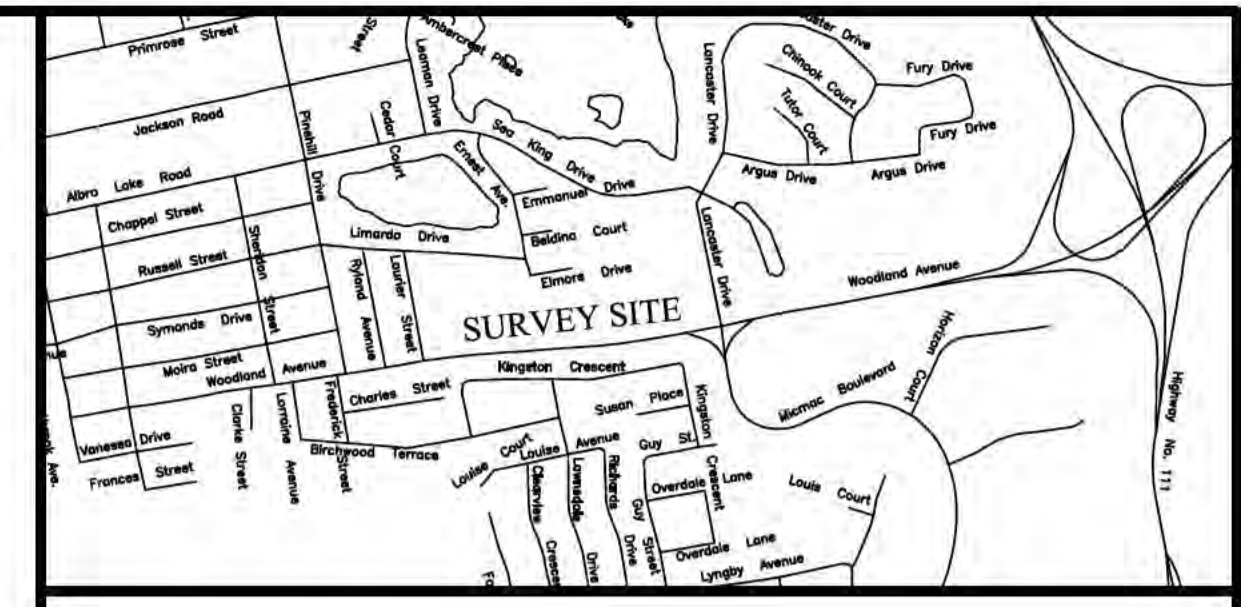 Primrose Street
Street
Ambercrest Place
Leaman Drive
Lancaster Drive
Drive
Chinook Court
Fury Drive
Tutor Court
Fury Drive
Jackson Road
Pinehill Drive
Cedar Court
Sea King Drive
Ernest Ave.
Argus Drive
Argus Drive
Albro Lake Road
Chappel Street
Emmanuel Drive
Limardo Drive
Beldina Court
Lancaster Drive
Russell Street
Sheridan Street
Ryland Avenue
Laurier Street
Elmore Drive
Woodland Avenue
SURVEY SITE
Symonds Drive
Moira Street
Woodland Avenue
Kingston Crescent
Horizon Court
Micmac Boulevard
Highway No. 111
Charles Street
Frederick Street
Susan Place
Kingston Crescent
Clarke Street
Lorraine Avenue
Vanessa Drive
Frances Street
Birchwood Terrace
Louise Court
Louise Avenue
Guy St.
Clearview Crescen
Lawnsdale Drive
Richards Drive
Guy Street
Overdale Lane
Louis Court
Overdale Lane
Lyngby Avenue
Ave.